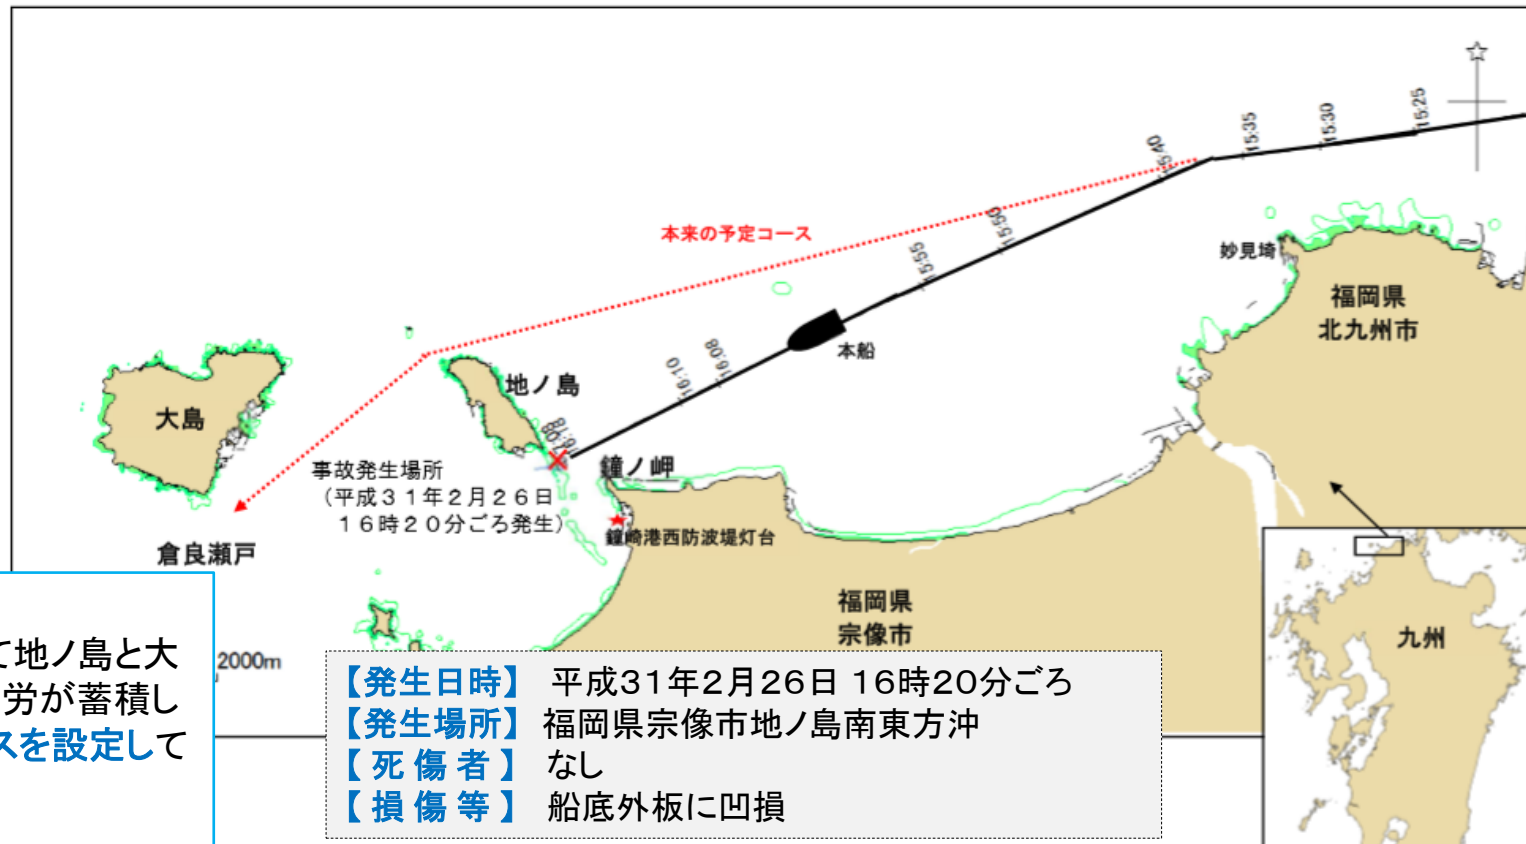 15:25
15:30
15:35
15:40
本来の予定コース
15:50
15:55
妙見埼
福岡県
北九州市
本船
16:08
16:10
地ノ島
大島
16:18
鐘ノ岬
事故発生場所
(平成31年2月26日
16時20分ごろ発生)
鐘崎港西防波堤灯台
倉良瀬戸
福岡県
宗像市
九州
2000m
て地ノ島と大
労が蓄積し
スを設定して
【発生日時】 平成31年2月26日 16時20分ごろ
【発生場所】 福岡県宗像市地ノ島南東方沖
【死傷者】 なし
【損傷等】 船底外板に凹損